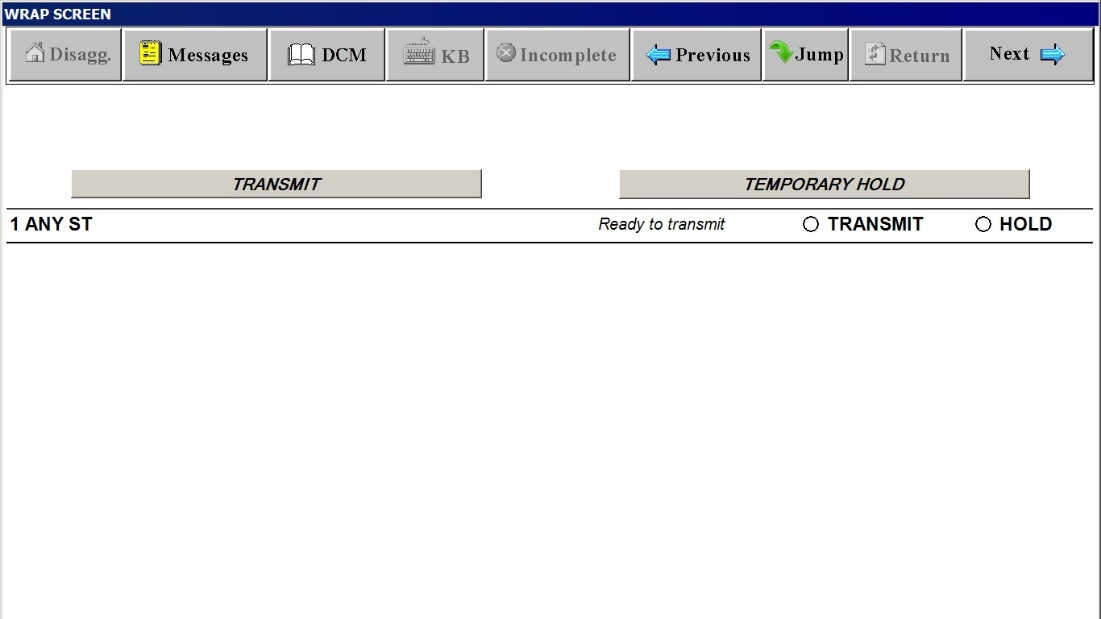 WRAP SCREEN
Disagg. Messages DCM KB Incomplete Previous Jump Return Next
TRANSMIT TEMPORARY HOLD
1 ANY ST Ready to transmit TRANSMIT HOLD